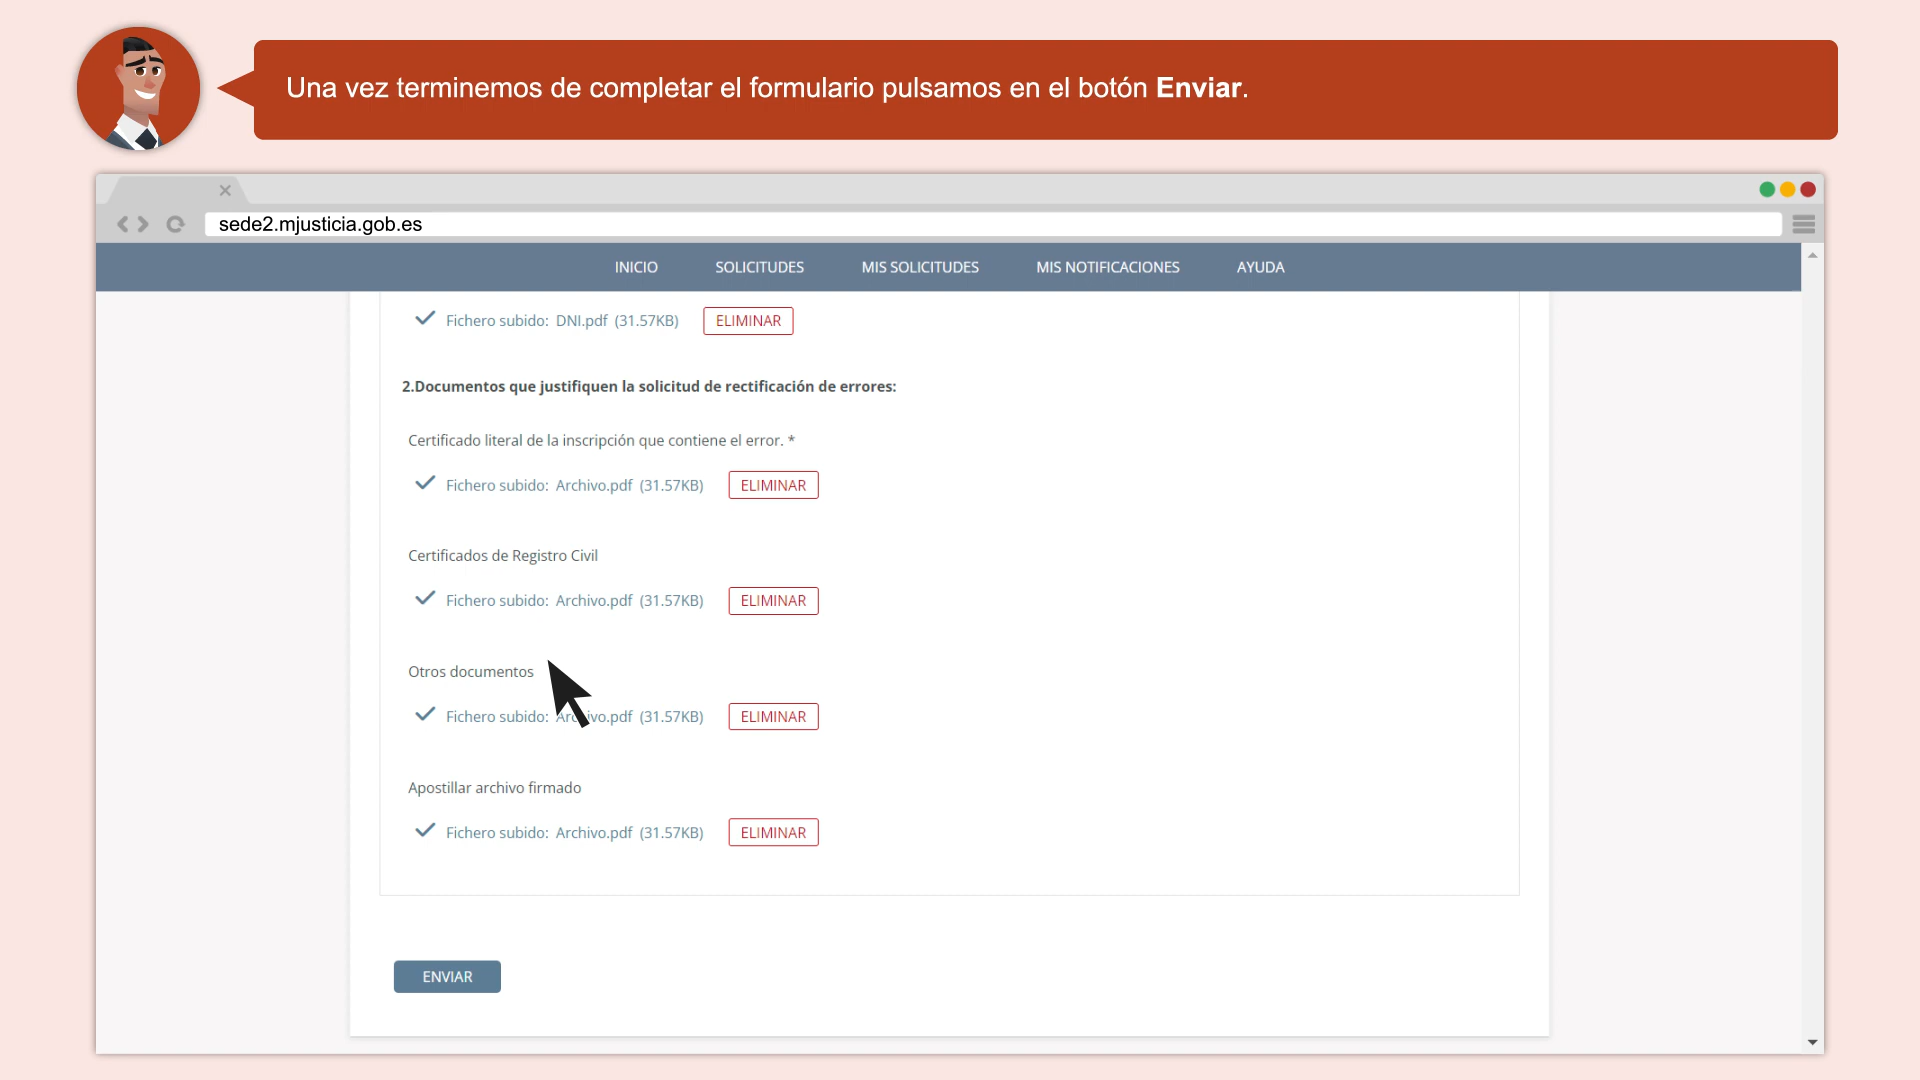 Una vez terminemos de completar el formulario pulsamos en el botón Enviar.
sede2.mjusticia.gob.es
INICIO SOLICITUDES MIS SOLICITUDES MIS NOTIFICACIONES AYUDA
Fichero subido: DNI.pdf (31.57KB) ELIMINAR
2.Documentos que justifiquen la solicitud de rectificación de errores:
Certificado literal de la inscripción que contiene el error. *
Fichero subido: Archivo.pdf (31.57KB) ELIMINAR
Certificados de Registro Civil
Fichero subido: Archivo.pdf (31.57KB) ELIMINAR
Otros documentos
Fichero subido: Archivo.pdf (31.57KB) ELIMINAR
Apostillar archivo firmado
Fichero subido: Archivo.pdf (31.57KB) ELIMINAR
ENVIAR